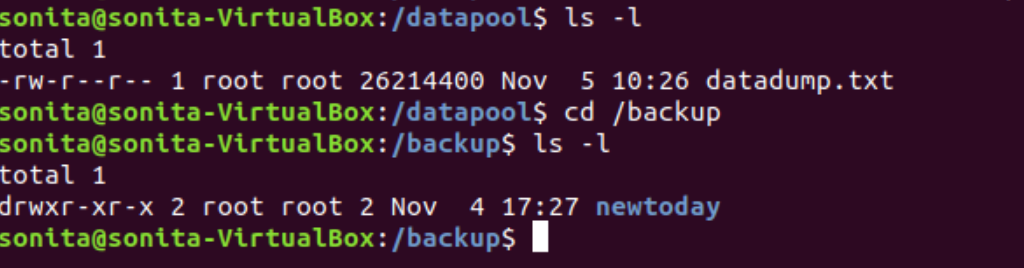 sonita@sonita-VirtualBox:/datapool$ ls -l
total 1
-rw-r--r-- 1 root root 26214400 Nov  5 10:26 datadump.txt
sonita@sonita-VirtualBox:/datapool$ cd /backup
sonita@sonita-VirtualBox:/backup$ ls -l
total 1
drwxr-xr-x 2 root root 2 Nov  4 17:27 newtoday
sonita@sonita-VirtualBox:/backup$